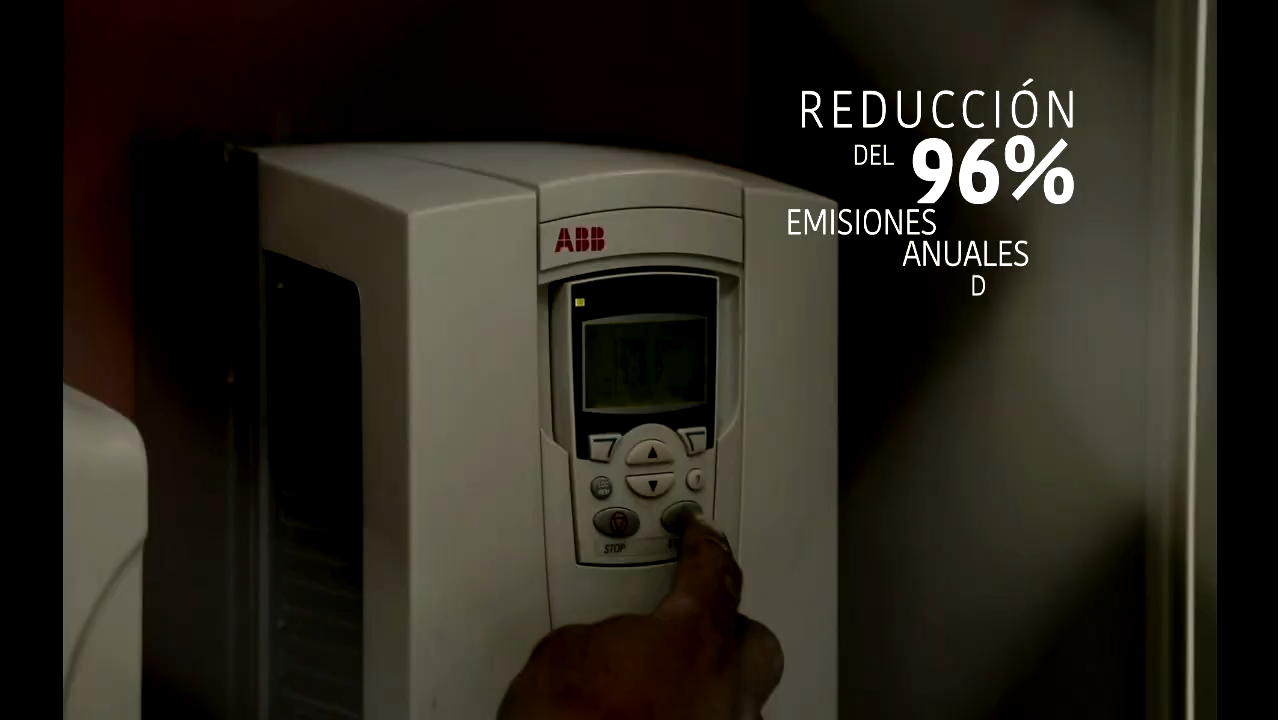 REDUCCIÓN
DEL 96%
EMISIONES
ANUALES
D
ABB
STOP